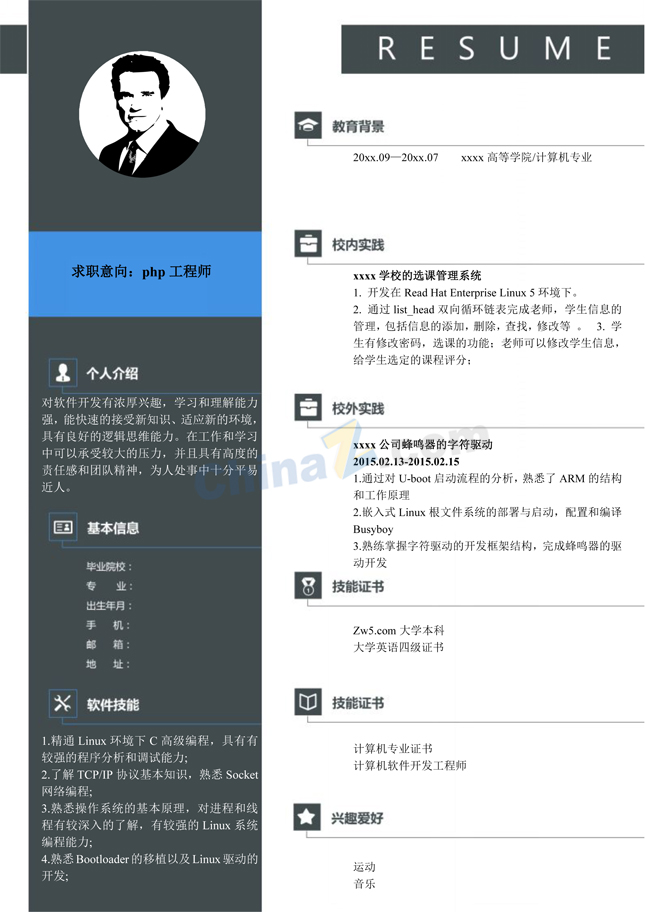 RESUME
求职意向：php 工程师
个人介绍
对软件开发有浓厚兴趣，学习和理解能力
强，能快速的接受新知识、适应新的环境，
具有良好的逻辑思维能力。在工作和学习
中可以承受较大的压力，并且具有高度的
责任感和团队精神，为人处事中十分平易
近人。
基本信息
毕业院校：
专　　业：
出生年月：
手　　机：
邮　　箱：
地　　址：
软件技能
1.精通 Linux 环境下 C 高级编程，具有有
较强的程序分析和调试能力;
2.了解 TCP/IP 协议基本知识，熟悉 Socket
网络编程;
3.熟悉操作系统的基本原理，对进程和线
程有较深入的了解，有较强的 Linux 系统
编程能力;
4.熟悉 Bootloader 的移植以及 Linux 驱动的
开发;
教育背景
20xx.09—20xx.07　　xxxx 高等学院/计算机专业
校内实践
xxxx 学校的选课管理系统
1. 开发在 Read Hat Enterprise Linux 5 环境下。
2. 通过 list_head 双向循环链表完成老师，学生信息的
管理，包括信息的添加，删除，查找，修改等 。 3. 学
生有修改密码，选课的功能；老师可以修改学生信息，
给学生选定的课程评分；
校外实践
xxxx 公司蜂鸣器的字符驱动
2015.02.13-2015.02.15
1.通过对 U-boot 启动流程的分析，熟悉了 ARM 的结构
和工作原理
2.嵌入式 Linux 根文件系统的部署与启动，配置和编译
Busyboy
3.熟练掌握字符驱动的开发框架结构，完成蜂鸣器的驱
动开发
技能证书
Zw5.com 大学本科
大学英语四级证书
技能证书
计算机专业证书
计算机软件开发工程师
兴趣爱好
运动
音乐
ChinaZ.com